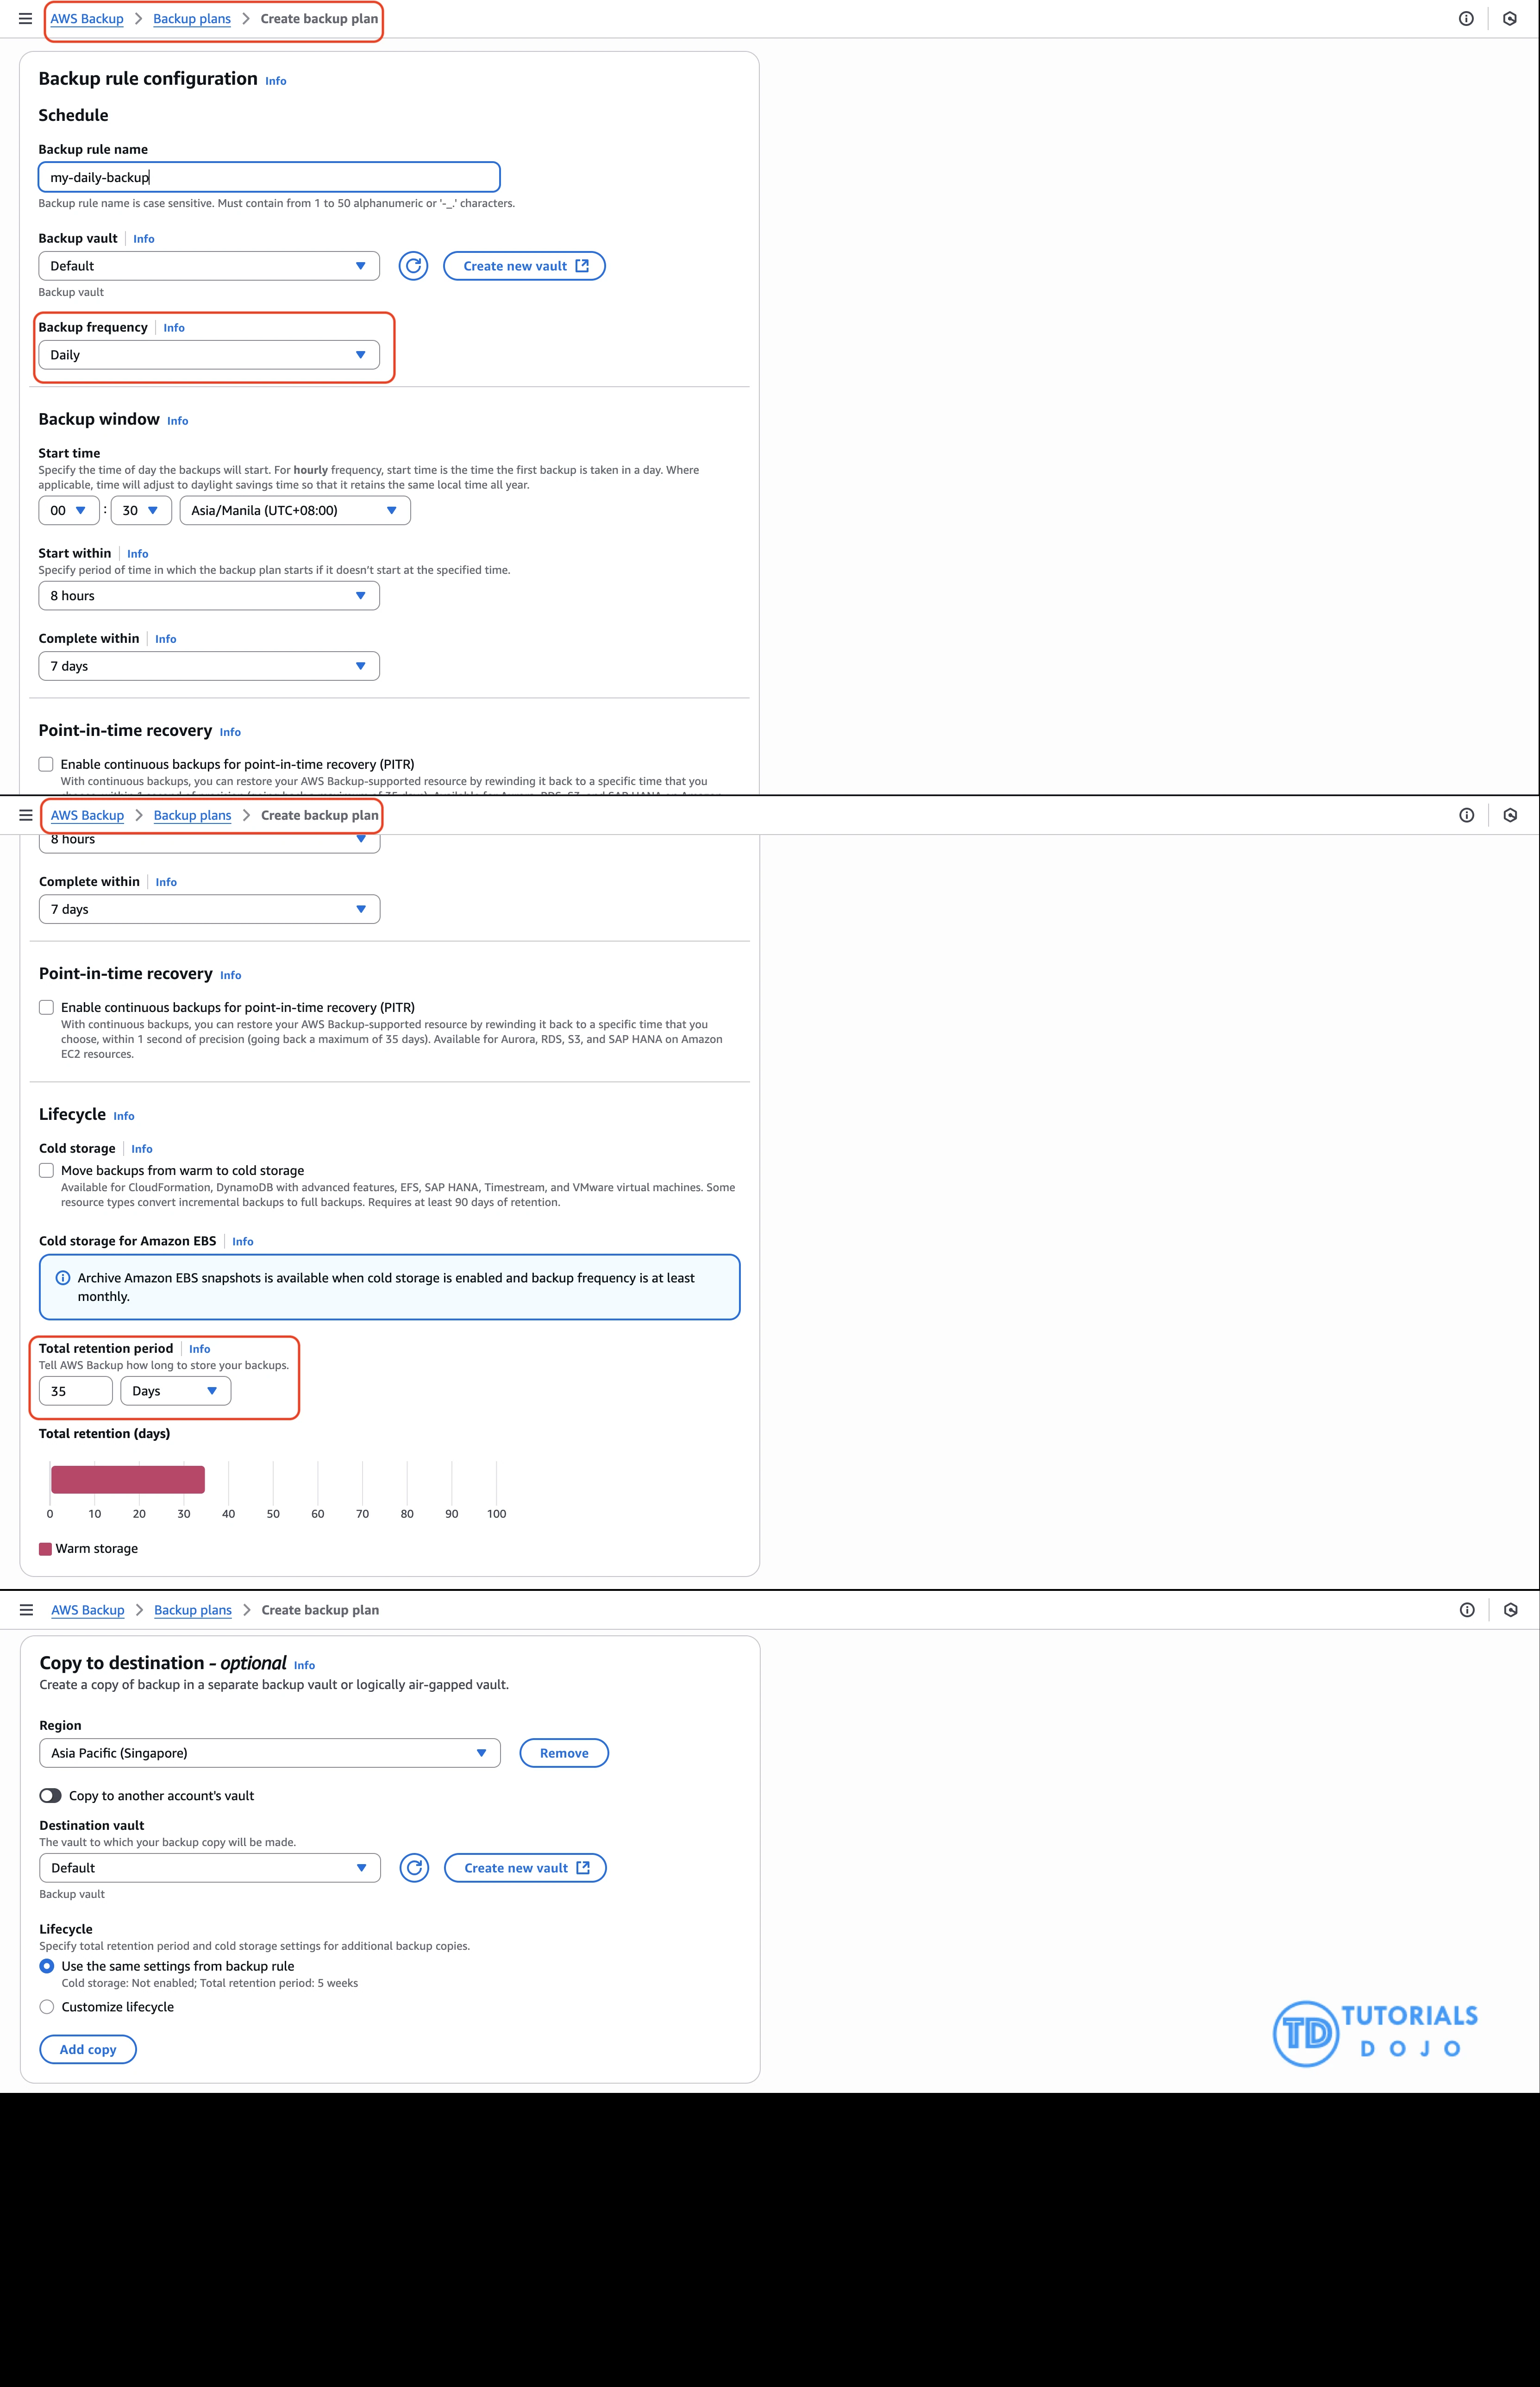 AWS Backup > Backup plans > Create backup plan
Backup rule configuration Info
Schedule
Backup rule name
my-daily-backup
Backup rule name is case sensitive. Must contain from 1 to 50 alphanumeric or '-_.' characters.
Backup vault | Info
Default
Create new vault
Backup vault
Backup frequency | Info
Daily
Backup window Info
Start time
Specify the time of day the backups will start. For hourly frequency, start time is the time the first backup is taken in a day. Where
applicable, time will adjust to daylight savings time so that it retains the same local time all year.
00 : 30 Asia/Manila (UTC+08:00)
Start within | Info
Specify period of time in which the backup plan starts if it doesn't start at the specified time.
8 hours
Complete within | Info
7 days
Point-in-time recovery Info
Enable continuous backups for point-in-time recovery (PITR)
With continuous backups, you can restore your AWS Backup-supported resource by rewinding it back to a specific time that you
AWS Backup > Backup plans > Create backup plan
8 hours
Complete within | Info
7 days
Point-in-time recovery Info
Enable continuous backups for point-in-time recovery (PITR)
With continuous backups, you can restore your AWS Backup-supported resource by rewinding it back to a specific time that you
choose, within 1 second of precision (going back a maximum of 35 days). Available for Aurora, RDS, S3, and SAP HANA on Amazon
EC2 resources.
Lifecycle Info
Cold storage | Info
Move backups from warm to cold storage
Available for CloudFormation, DynamoDB with advanced features, EFS, SAP HANA, Timestream, and VMware virtual machines. Some
resource types convert incremental backups to full backups. Requires at least 90 days of retention.
Cold storage for Amazon EBS | Info
Archive Amazon EBS snapshots is available when cold storage is enabled and backup frequency is at least
monthly.
Total retention period | Info
Tell AWS Backup how long to store your backups.
35 Days
Total retention (days)
0 10 20 30 40 50 60 70 80 90 100
Warm storage
AWS Backup > Backup plans > Create backup plan
Copy to destination - optional Info
Create a copy of backup in a separate backup vault or logically air-gapped vault.
Region
Asia Pacific (Singapore)
Remove
Copy to another account's vault
Destination vault
The vault to which your backup copy will be made.
Default
Create new vault
Backup vault
Lifecycle
Specify total retention period and cold storage settings for additional backup copies.
Use the same settings from backup rule
Cold storage: Not enabled; Total retention period: 5 weeks
Customize lifecycle
Add copy
TD TUTORIALS
DOJO